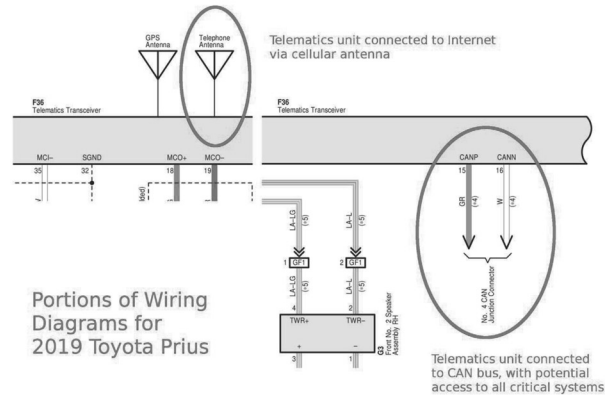 GPS
Antenna
Telephone
Antenna
Telematics unit connected to Internet
via cellular antenna
F36
Telematics Transceiver
F36
Telematics Transceiver
MCI−
SGND
MCO+
MCO−
CANP
CANN
35
32
18
19
15
16
LA–LG
(*5)
LA–L
(*5)
GR
(*4)
W
(*4)
1
GF1
2
GF1
LA–LG
(*5)
LA–L
(*5)
No. 4 CAN
Junction Connector
4
2
TWR+
TWR−
+
−
3
1
G3
Front No. 2 Speaker
Assembly RH
Portions of Wiring
Diagrams for
2019 Toyota Prius
Telematics unit connected
to CAN bus, with potential
access to all critical systems